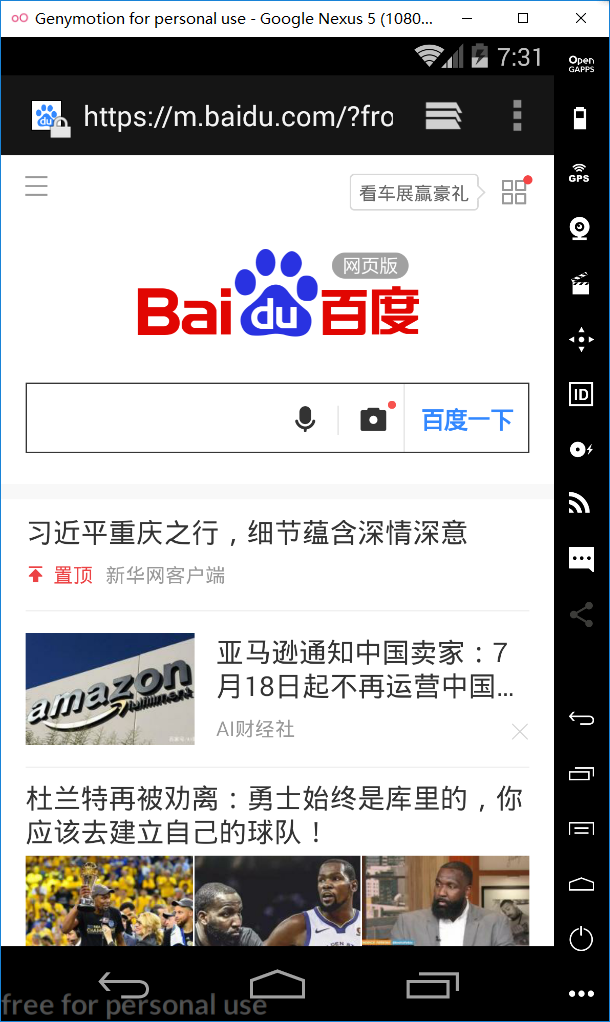 Genymotion for personal use - Google Nexus 5 (1080...
7:31
Open
GAPPS
https://m.baidu.com/?fro
GPS
看车展赢豪礼
网页版
Bai du 百度
ID
百度一下
习近平重庆之行，细节蕴含深情深意
置顶 新华网客户端
amazon
亚马逊通知中国卖家：7
月18日起不再运营中国...
AI财经社
杜兰特再被劝离：勇士始终是库里的，你
应该去建立自己的球队！
free for personal use